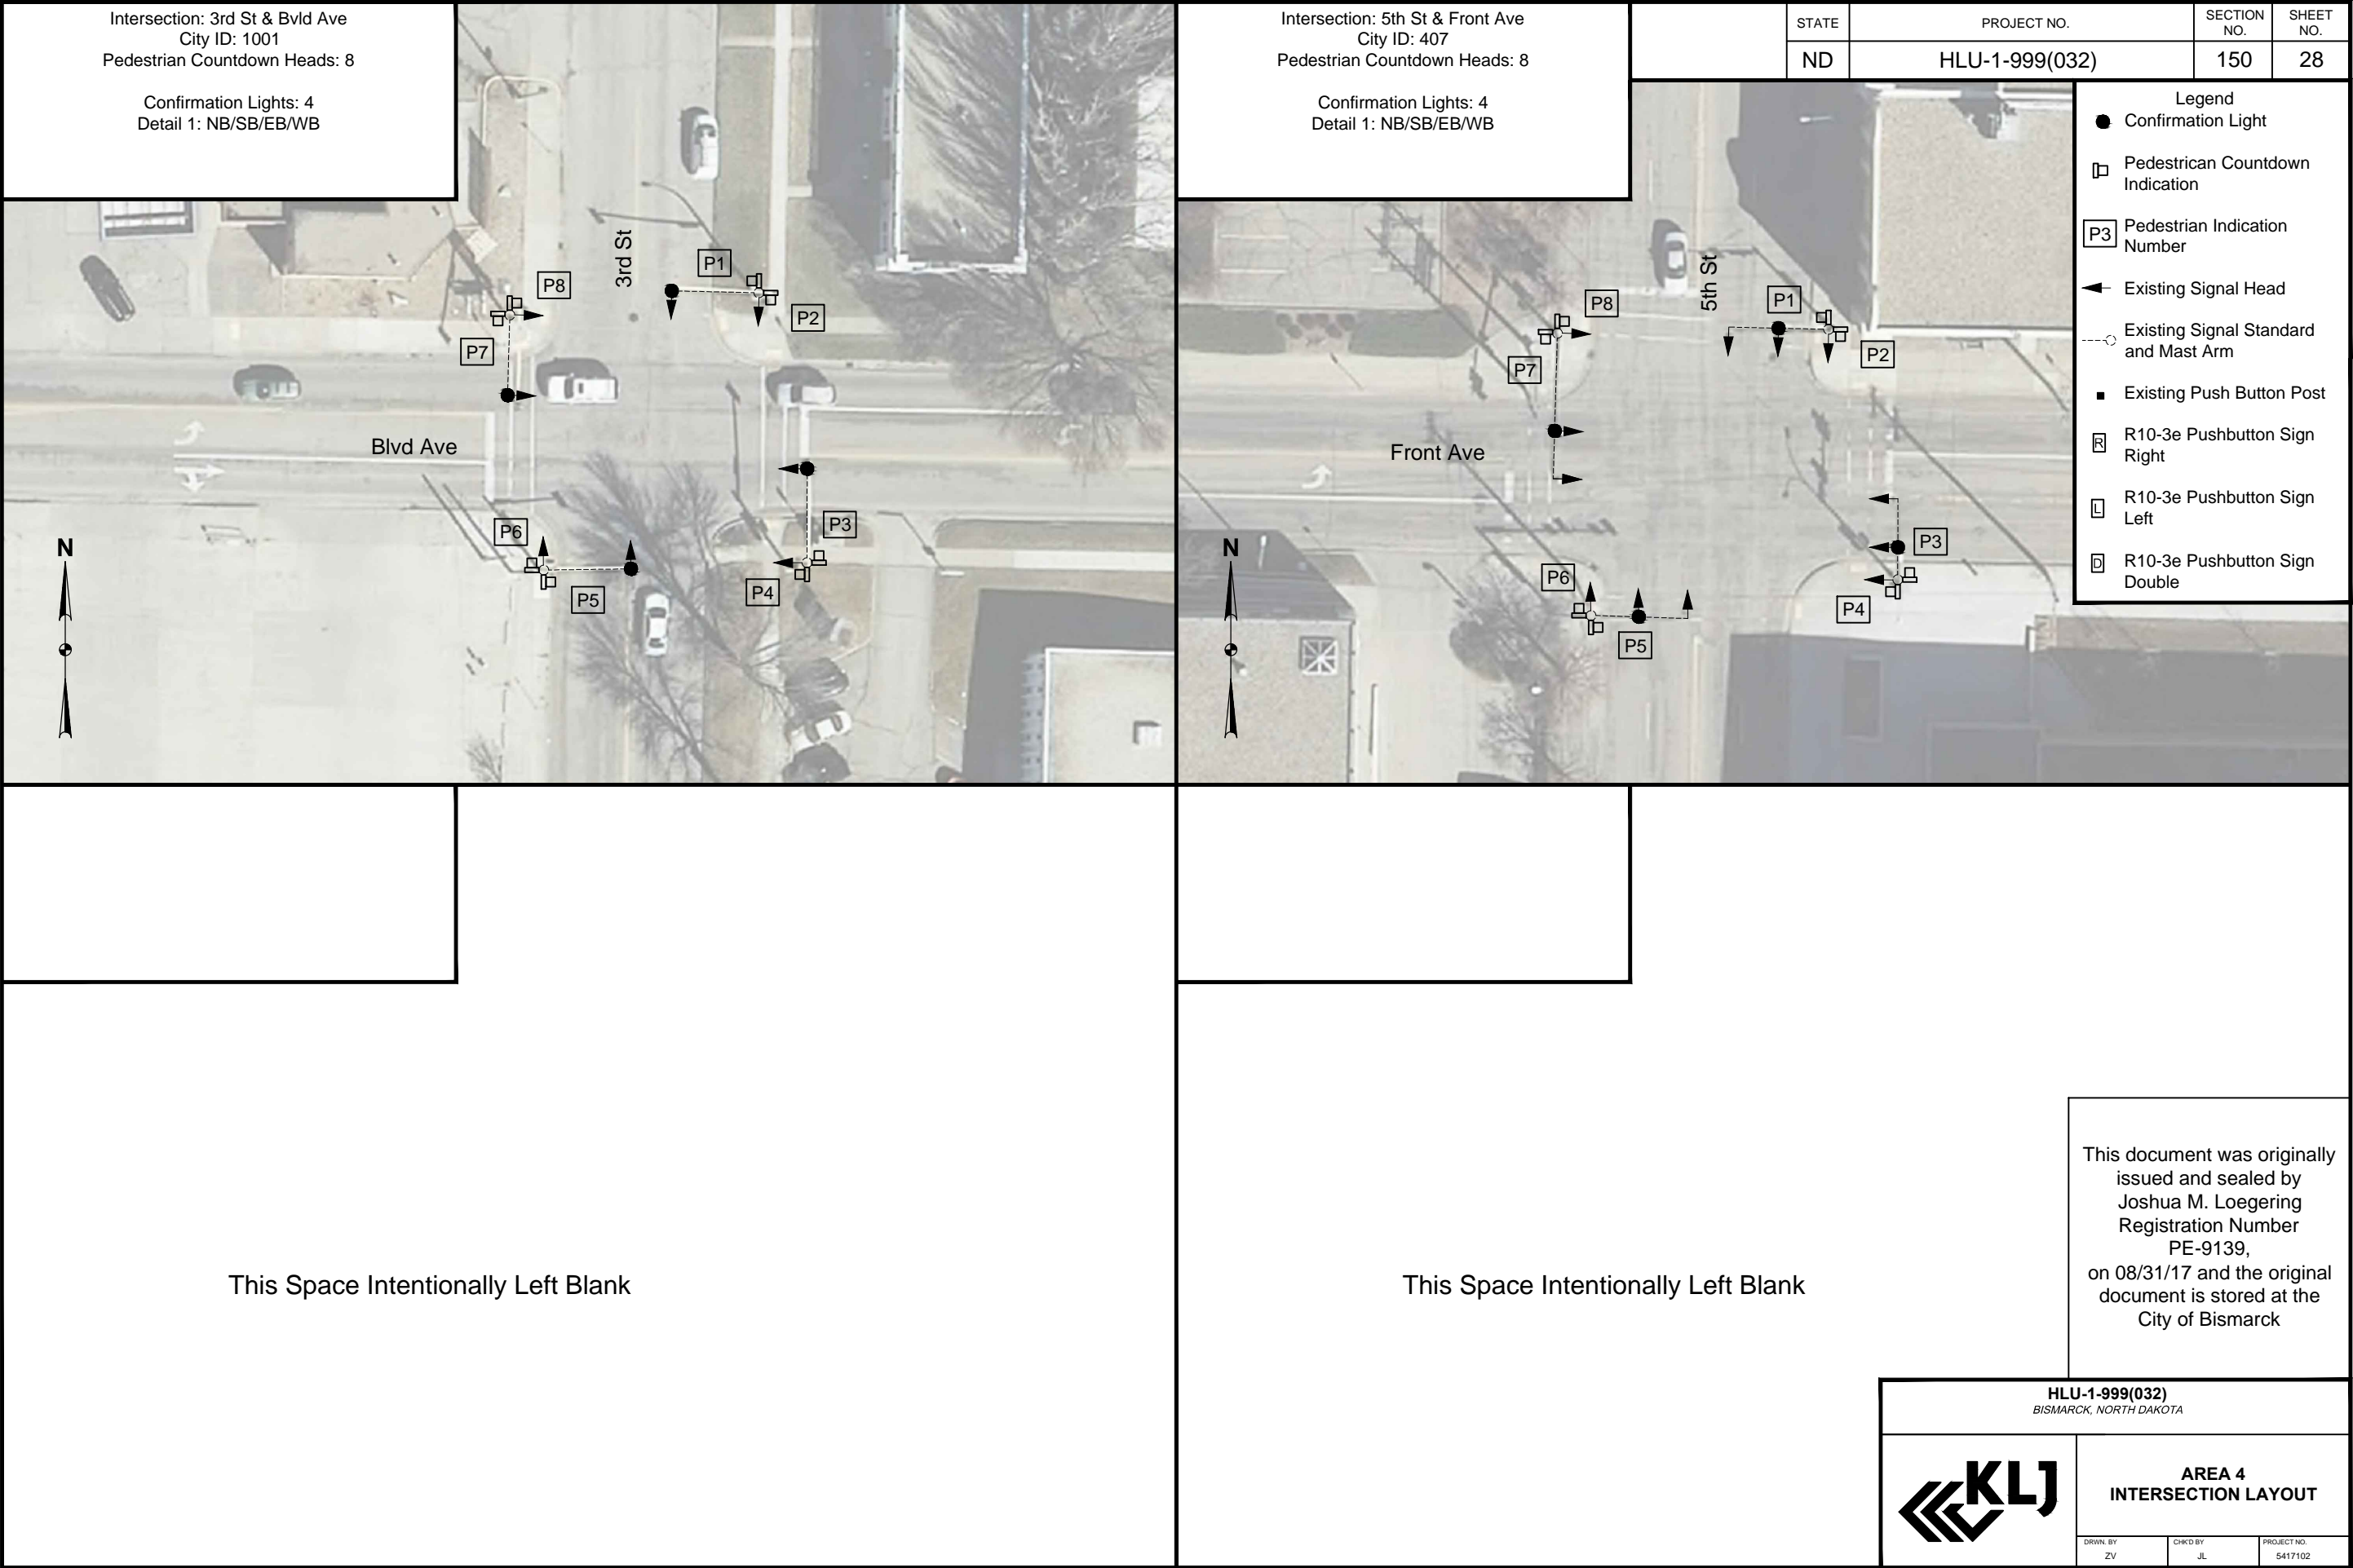 Intersection: 3rd St & Bvld Ave
City ID: 1001
Pedestrian Countdown Heads: 8
Confirmation Lights: 4
Detail 1: NB/SB/EB/WB
3rd St
P1
P8
P2
P7
Blvd Ave
P6
P3
P5
P4
N
Intersection: 5th St & Front Ave
City ID: 407
Pedestrian Countdown Heads: 8
Confirmation Lights: 4
Detail 1: NB/SB/EB/WB
5th St
P1
P8
P2
P7
Front Ave
P3
P6
P4
P5
N
STATE
PROJECT NO.
SECTION
NO.
SHEET
NO.
ND
HLU-1-999(032)
150
28
Legend
Confirmation Light
Pedestrican Countdown
Indication
P3
Pedestrian Indication
Number
Existing Signal Head
Existing Signal Standard
and Mast Arm
Existing Push Button Post
R
R10-3e Pushbutton Sign
Right
L
R10-3e Pushbutton Sign
Left
D
R10-3e Pushbutton Sign
Double
This Space Intentionally Left Blank
This Space Intentionally Left Blank
This document was originally
issued and sealed by
Joshua M. Loegering
Registration Number
PE-9139,
on 08/31/17 and the original
document is stored at the
City of Bismarck
HLU-1-999(032)
BISMARCK, NORTH DAKOTA
KLJ
AREA 4
INTERSECTION LAYOUT
DRWN. BY
ZV
CHK'D BY
JL
PROJECT NO.
5417102